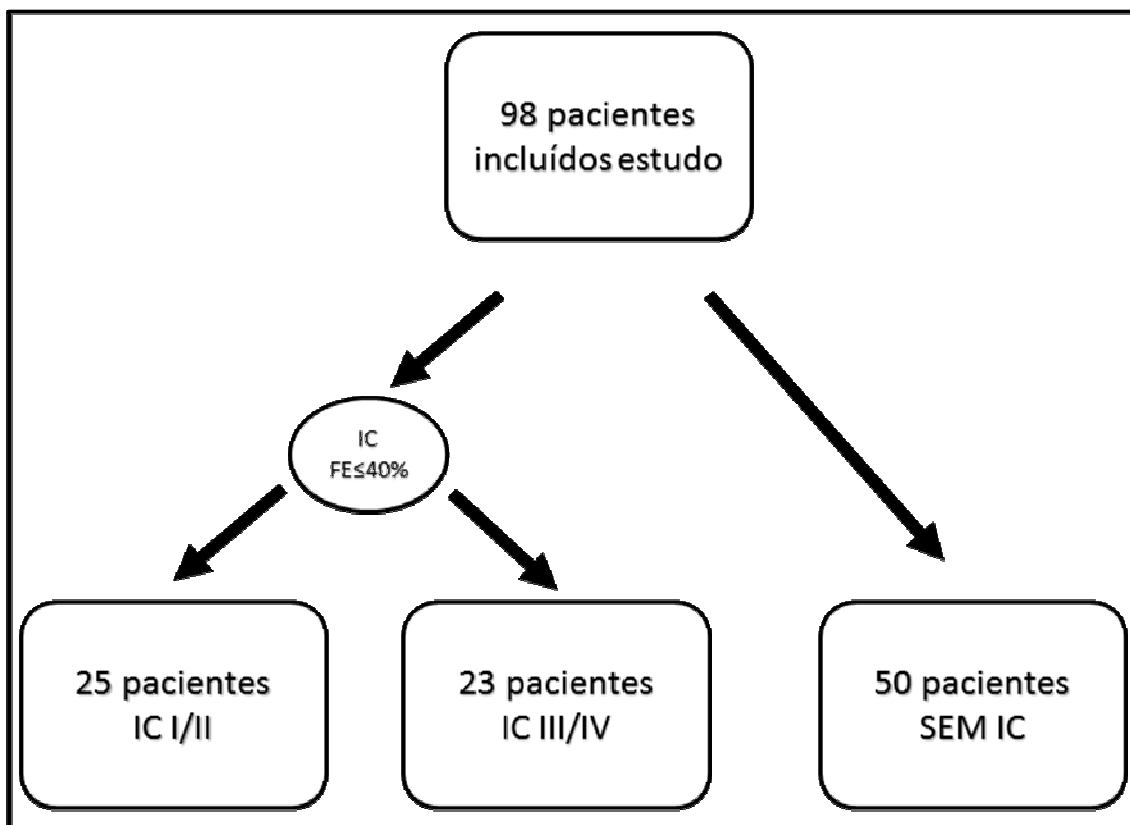 98 pacientes
incluídos estudo
IC
FE≤40%
25 pacientes
IC I/II
23 pacientes
IC III/IV
50 pacientes
SEM IC